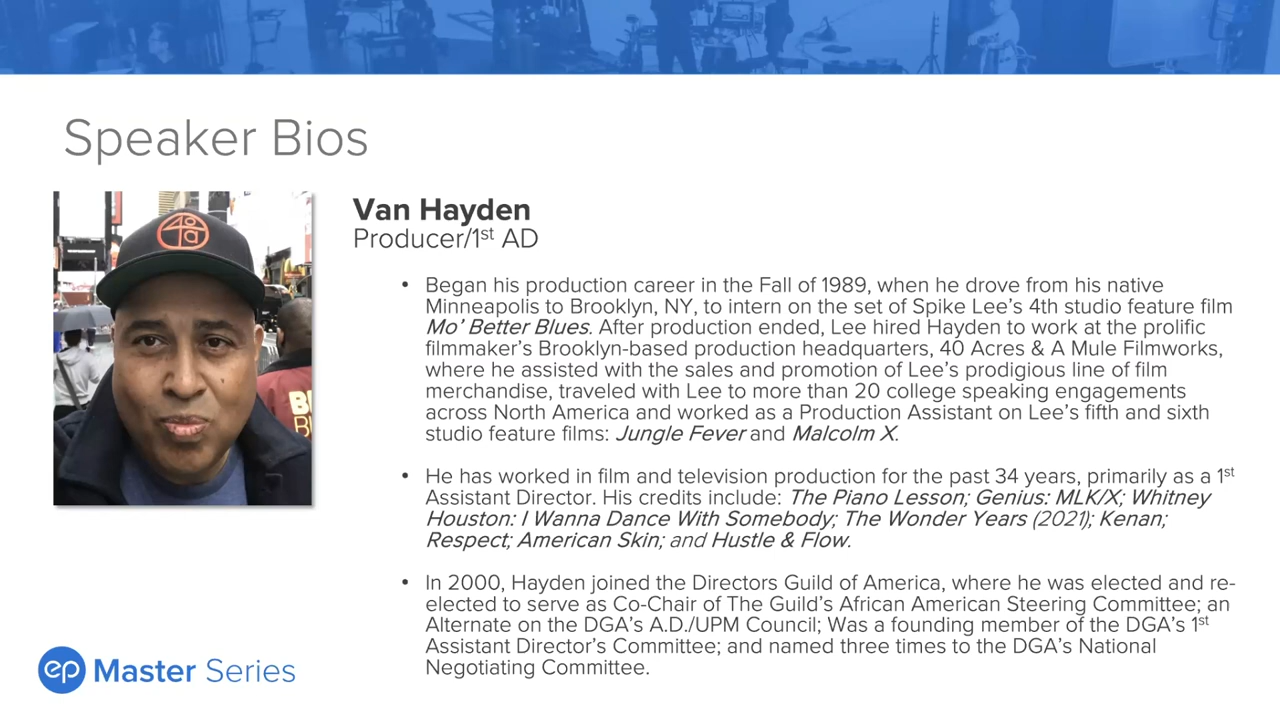 Speaker Bios
40a
Van Hayden
Producer/1st AD
• Began his production career in the Fall of 1989, when he drove from his native
Minneapolis to Brooklyn, NY, to intern on the set of Spike Lee’s 4th studio feature film
Mo’ Better Blues. After production ended, Lee hired Hayden to work at the prolific
filmmaker’s Brooklyn-based production headquarters, 40 Acres & A Mule Filmworks,
where he assisted with the sales and promotion of Lee’s prodigious line of film
merchandise, traveled with Lee to more than 20 college speaking engagements
across North America and worked as a Production Assistant on Lee’s fifth and sixth
studio feature films: Jungle Fever and Malcolm X.
• He has worked in film and television production for the past 34 years, primarily as a 1st
Assistant Director. His credits include: The Piano Lesson; Genius: MLK/X; Whitney
Houston: I Wanna Dance With Somebody; The Wonder Years (2021); Kenan;
Respect; American Skin; and Hustle & Flow.
• In 2000, Hayden joined the Directors Guild of America, where he was elected and re-
elected to serve as Co-Chair of The Guild’s African American Steering Committee; an
Alternate on the DGA’s A.D./UPM Council; Was a founding member of the DGA’s 1st
Assistant Director’s Committee; and named three times to the DGA’s National
Negotiating Committee.
ep Master Series